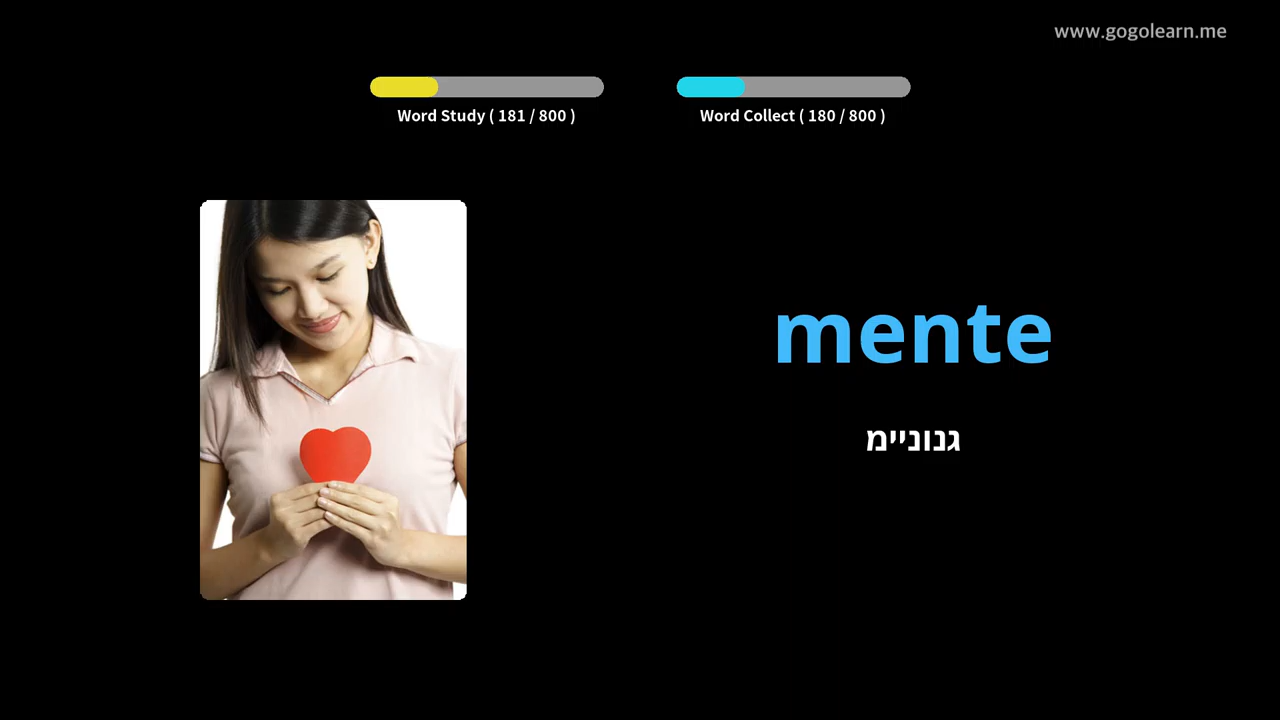 www.gogolearn.me
Word Study ( 181 / 800 )
Word Collect ( 180 / 800 )
mente
גנוניימ